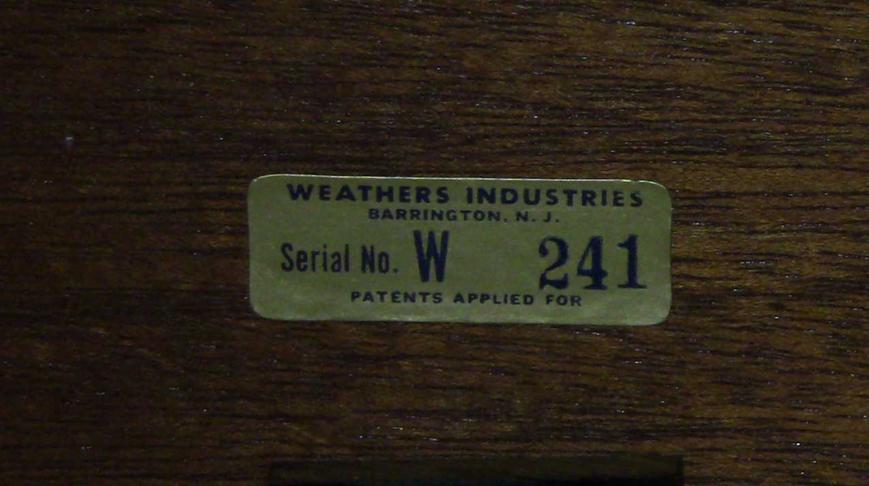 WEATHERS INDUSTRIES
BARRINGTON, N. J.
Serial No. W 241
PATENTS APPLIED FOR